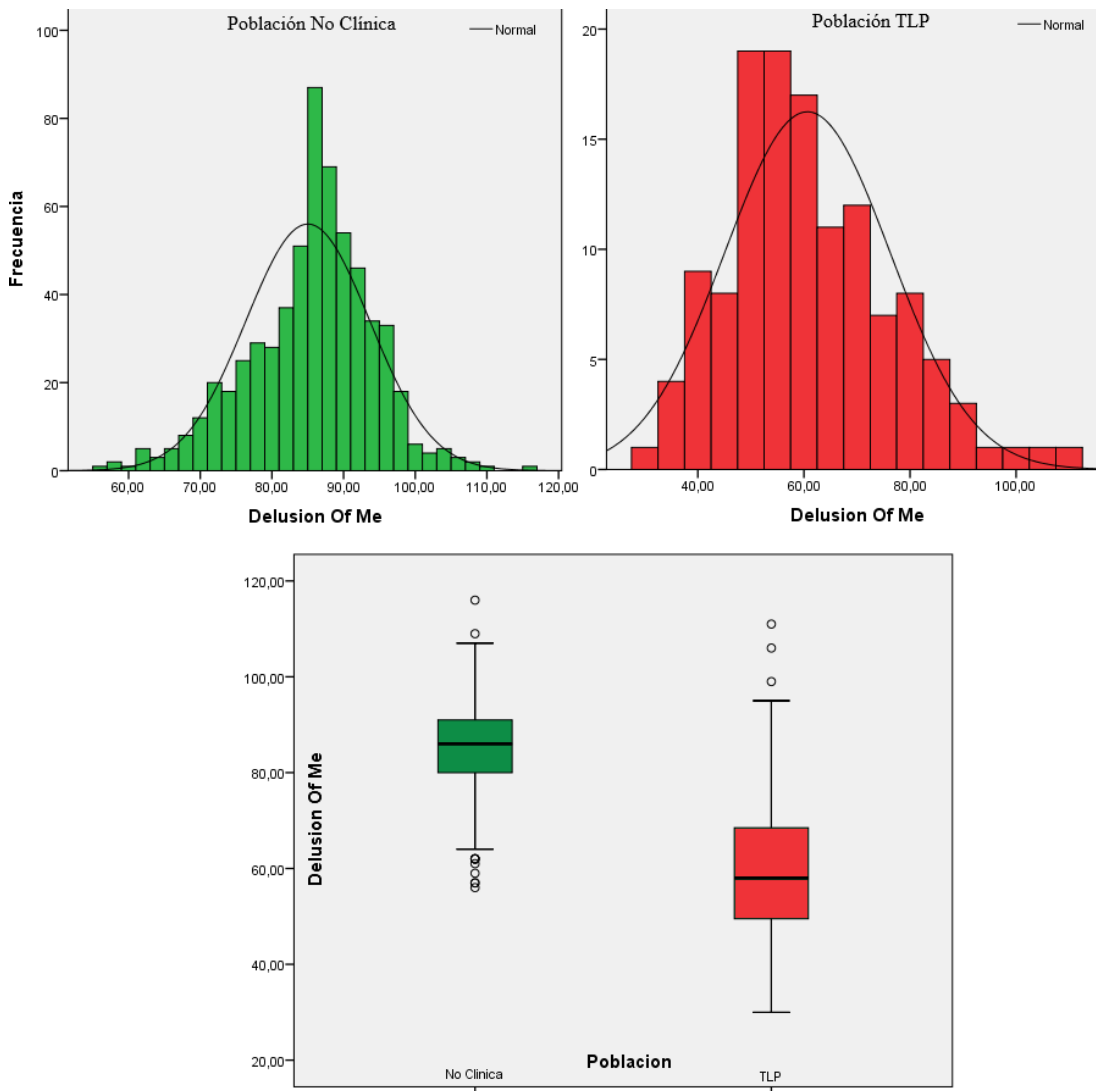 Población No Clínica
Normal
100
80
60
40
20
0
Frecuencia
60,00 70,00 80,00 90,00 100,00 110,00 120,00
Delusion Of Me
Población TLP
Normal
20
15
10
5
0
40,00 60,00 80,00 100,00
Delusion Of Me
120,00
100,00
80,00
60,00
40,00
20,00
Delusion Of Me
Poblacion
No Clinica TLP